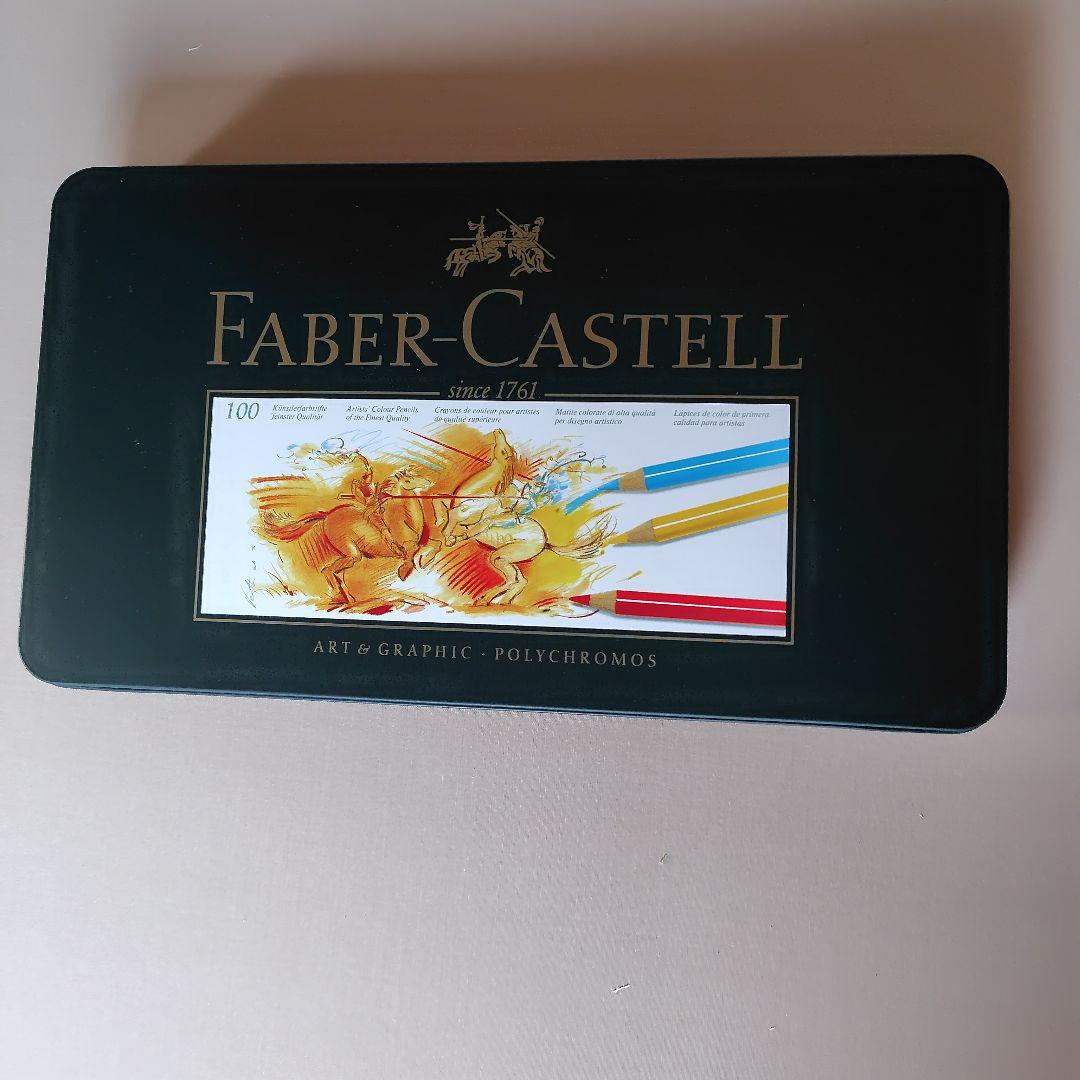 FABER-CASTELL
since 1761
100
Künstlerfarbstifte
feinster Qualität
Artists' Colour Pencils
of the Finest Quality
Crayons de couleur pour artistes
de qualité supérieure
Matite colorate di alta qualità
per disegno artistico
Lápices de color de primera
calidad para artistas
ART & GRAPHIC · POLYCHROMOS